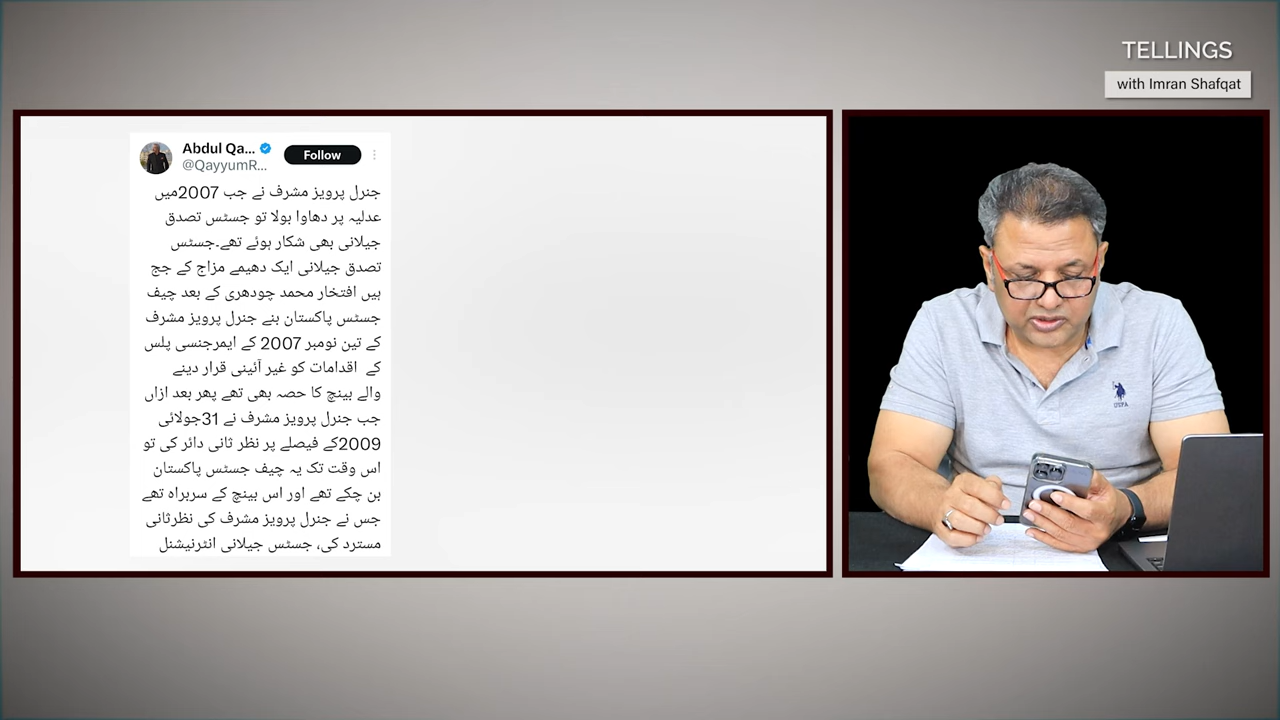 TELLINGS
with Imran Shafqat
Abdul Qa...
@QayyumR...
Follow
جنرل پرویز مشرف نے جب 2007میں
عدلیہ پر دھاوا بولا تو جسٹس تصدق
جیلانی بھی شکار ہوئے تھے۔جسٹس
تصدق جیلانی ایک دھیمے مزاج کے جج
ہیں افتخار محمد چودھری کے بعد چیف
جسٹس پاکستان بنے جنرل پرویز مشرف
کے تین نومبر 2007 کے ایمرجنسی پلس
کے اقدامات کو غیر آئینی قرار دینے
والے بینچ کا حصہ بھی تھے پھر بعد ازاں
جب جنرل پرویز مشرف نے 31جولائی
2009کے فیصلے پر نظر ثانی دائر کی تو
اس وقت تک یہ چیف جسٹس پاکستان
بن چکے تھے اور اس بینچ کے سربراہ تھے
جس نے جنرل پرویز مشرف کی نظرثانی
مسترد کی، جسٹس جیلانی انٹرنیشنل